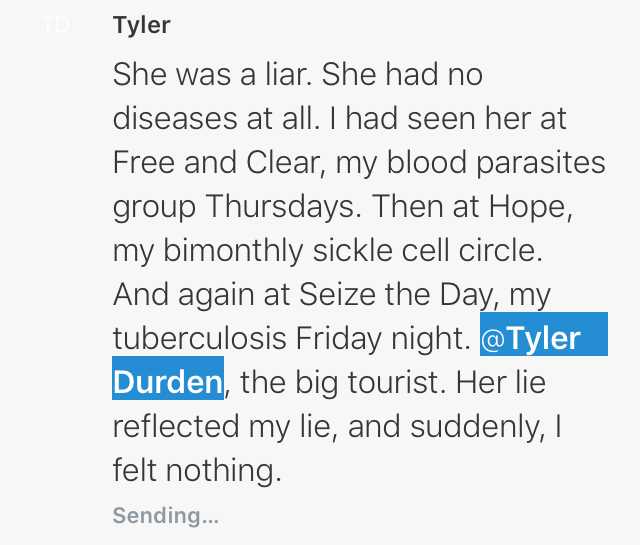 TD
Tyler
She was a liar. She had no
diseases at all. I had seen her at
Free and Clear, my blood parasites
group Thursdays. Then at Hope,
my bimonthly sickle cell circle.
And again at Seize the Day, my
tuberculosis Friday night. @Tyler
Durden, the big tourist. Her lie
reflected my lie, and suddenly, I
felt nothing.
Sending...